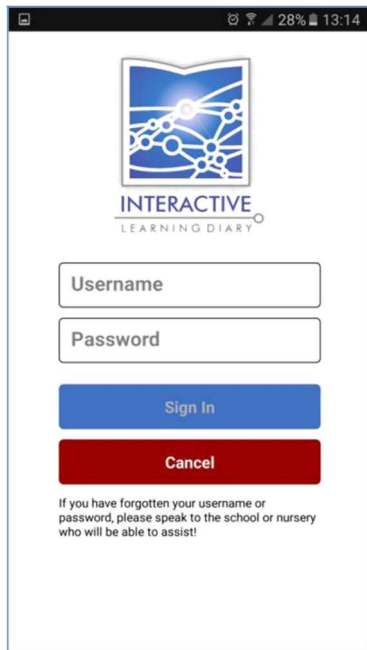 28% 13:14
INTERACTIVE
LEARNING DIARY
Username
Password
Sign In
Cancel
If you have forgotten your username or
password, please speak to the school or nursery
who will be able to assist!